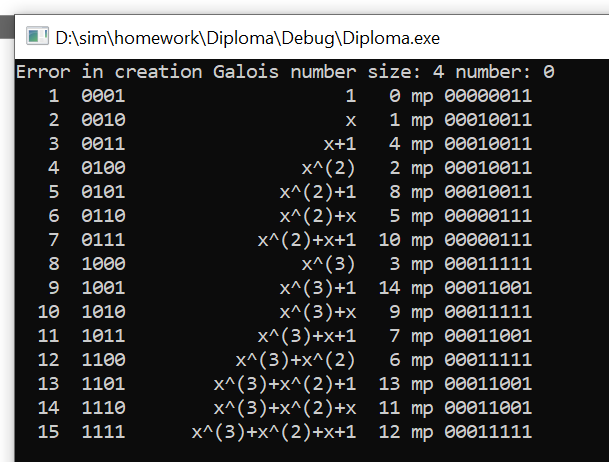 D:\sim\homework\Diploma\Debug\Diploma.exe
Error in creation Galois number size: 4 number: 0
1 0001 1 0 mp 00000011
2 0010 x 1 mp 00010011
3 0011 x+1 4 mp 00010011
4 0100 x^(2) 2 mp 00010011
5 0101 x^(2)+1 8 mp 00010011
6 0110 x^(2)+x 5 mp 00000111
7 0111 x^(2)+x+1 10 mp 00000111
8 1000 x^(3) 3 mp 00011111
9 1001 x^(3)+1 14 mp 00011001
10 1010 x^(3)+x 9 mp 00011111
11 1011 x^(3)+x+1 7 mp 00011001
12 1100 x^(3)+x^(2) 6 mp 00011111
13 1101 x^(3)+x^(2)+1 13 mp 00011001
14 1110 x^(3)+x^(2)+x 11 mp 00011001
15 1111 x^(3)+x^(2)+x+1 12 mp 00011111